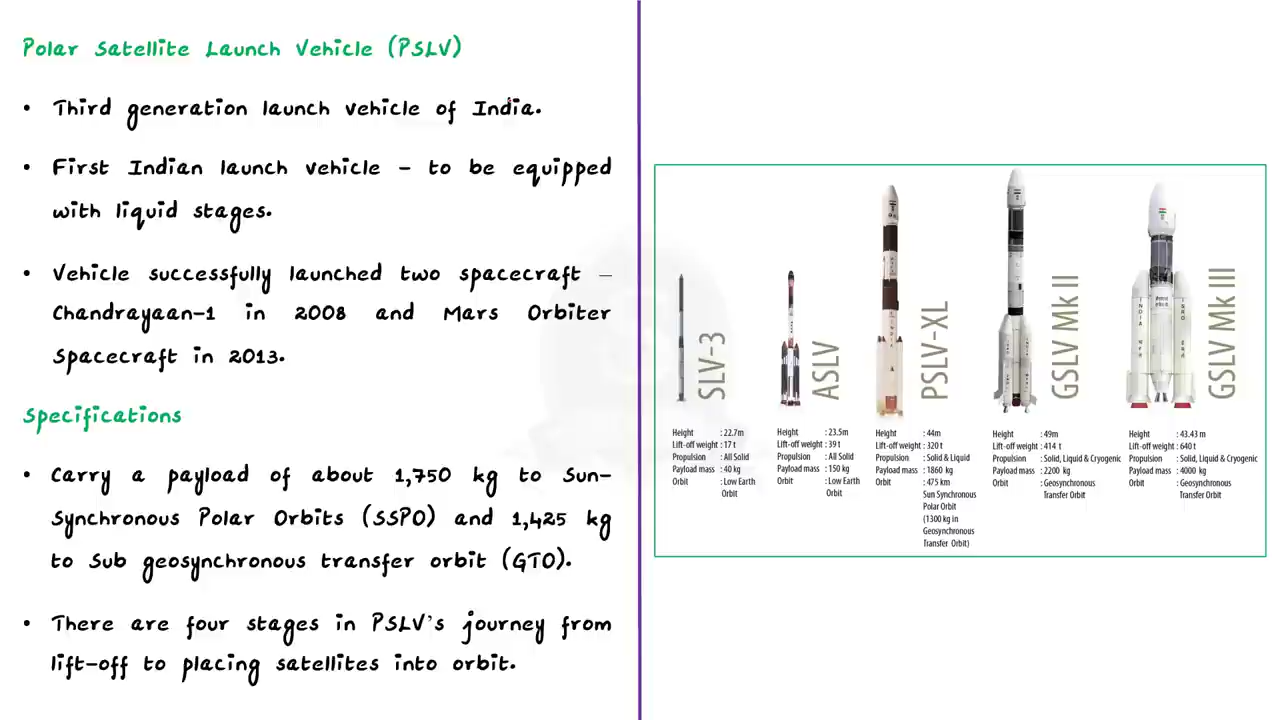 Polar Satellite Launch Vehicle (PSLV)
• Third generation launch vehicle of India.
• First Indian launch vehicle – to be equipped
with liquid stages.
• Vehicle successfully launched two spacecraft –
Chandrayaan-1 in 2008 and Mars Orbiter
Spacecraft in 2013.
Specifications
• Carry a payload of about 1,750 kg to Sun-
Synchronous Polar Orbits (SSPO) and 1,425 kg
to Sub geosynchronous transfer orbit (GTO).
• There are four stages in PSLV's journey from
lift-off to placing satellites into orbit.
SLV-3
Height : 22.7m
Lift-off weight : 17 t
Propulsion : All Solid
Payload mass : 40 kg
Orbit : Low Earth
Orbit
ASLV
Height : 23.5m
Lift-off weight : 39 t
Propulsion : All Solid
Payload mass : 150 kg
Orbit : Low Earth
Orbit
PSLV-XL
Height : 44m
Lift-off weight : 320 t
Propulsion : Solid & Liquid
Payload mass : 1860 kg
Orbit : 475 km
Sun Synchronous
Polar Orbit
(1300 kg in
Geosynchronous
Transfer Orbit)
GSLV Mk II
Height : 49m
Lift-off weight : 414 t
Propulsion : Solid, Liquid & Cryogenic
Payload mass : 2200 kg
Orbit : Geosynchronous
Transfer Orbit
GSLV Mk III
Height : 43.43 m
Lift-off weight : 640 t
Propulsion : Solid, Liquid & Cryogenic
Payload mass : 4000 kg
Orbit : Geosynchronous
Transfer Orbit